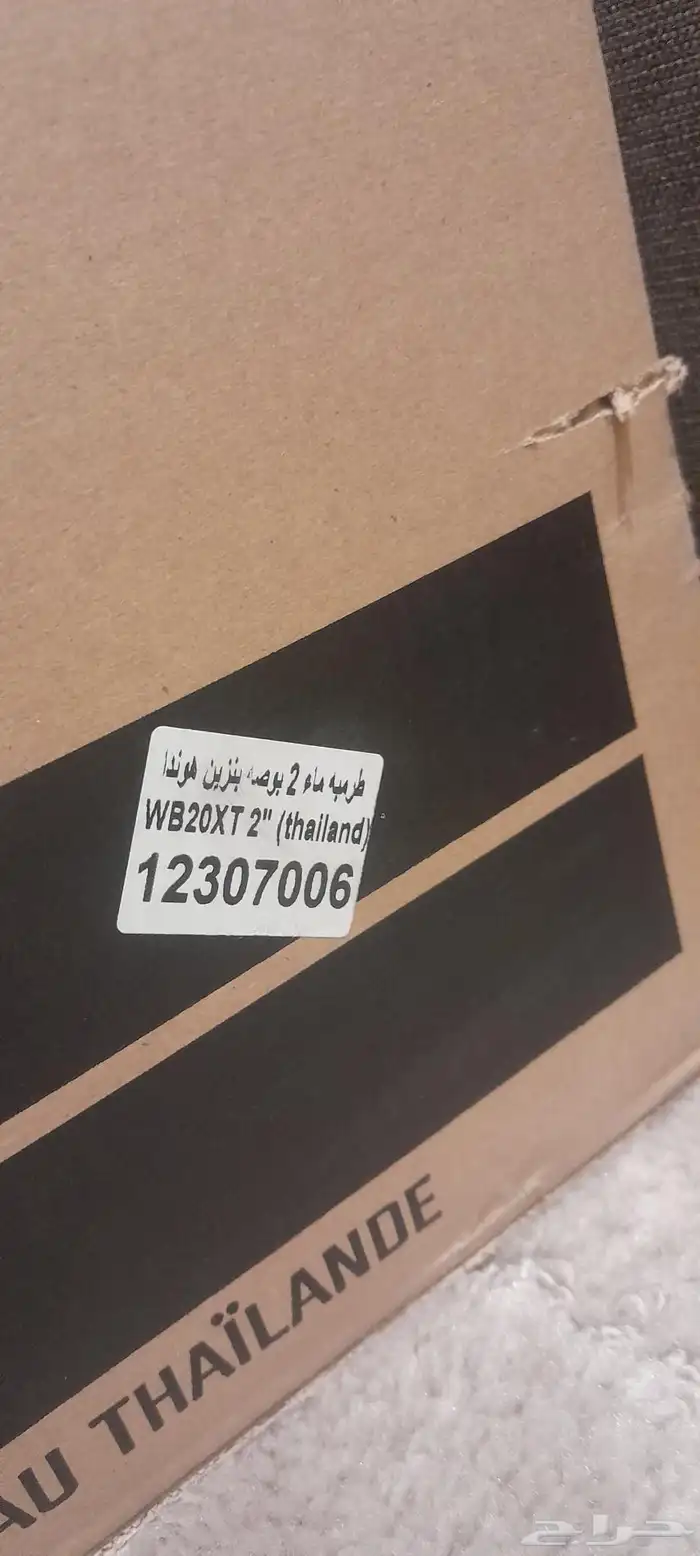 طرمبه ماء 2 بوصه بنزين هوندا
WB20XT 2" (thailand)
12307006
AU THAÏLANDE
حراج